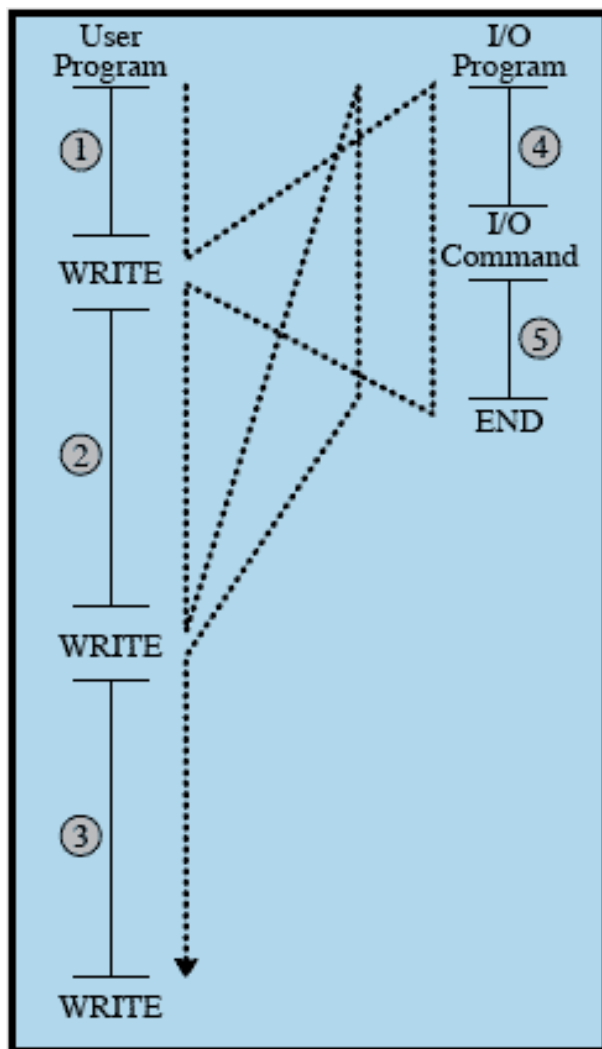 User
Program
1
WRITE
2
WRITE
3
WRITE
I/O
Program
4
I/O
Command
5
END